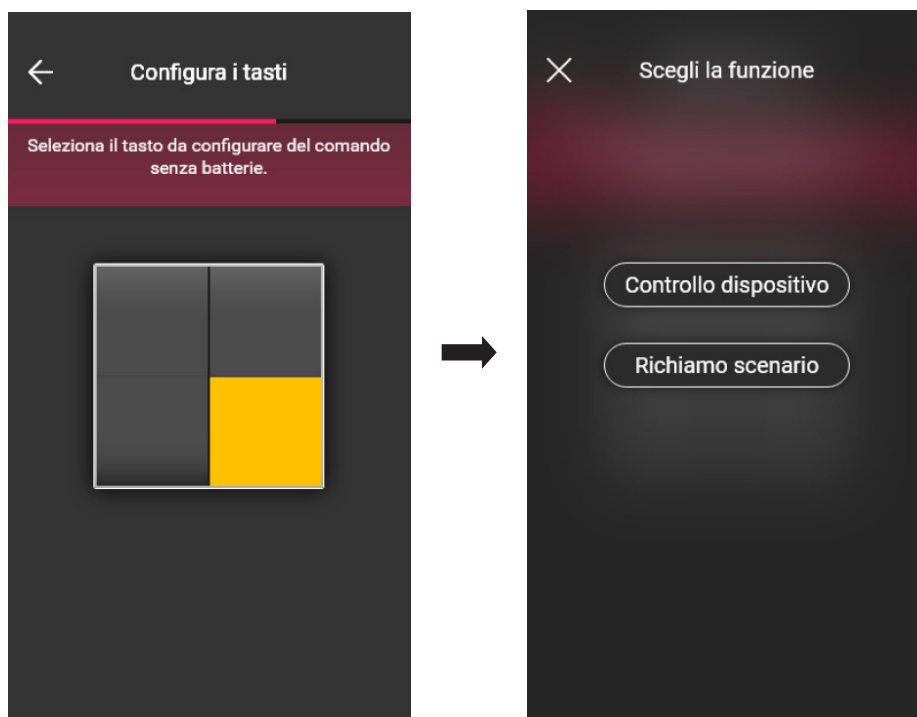 Configura i tasti
Seleziona il tasto da configurare del comando
senza batterie.
Scegli la funzione
Controllo dispositivo
Richiamo scenario